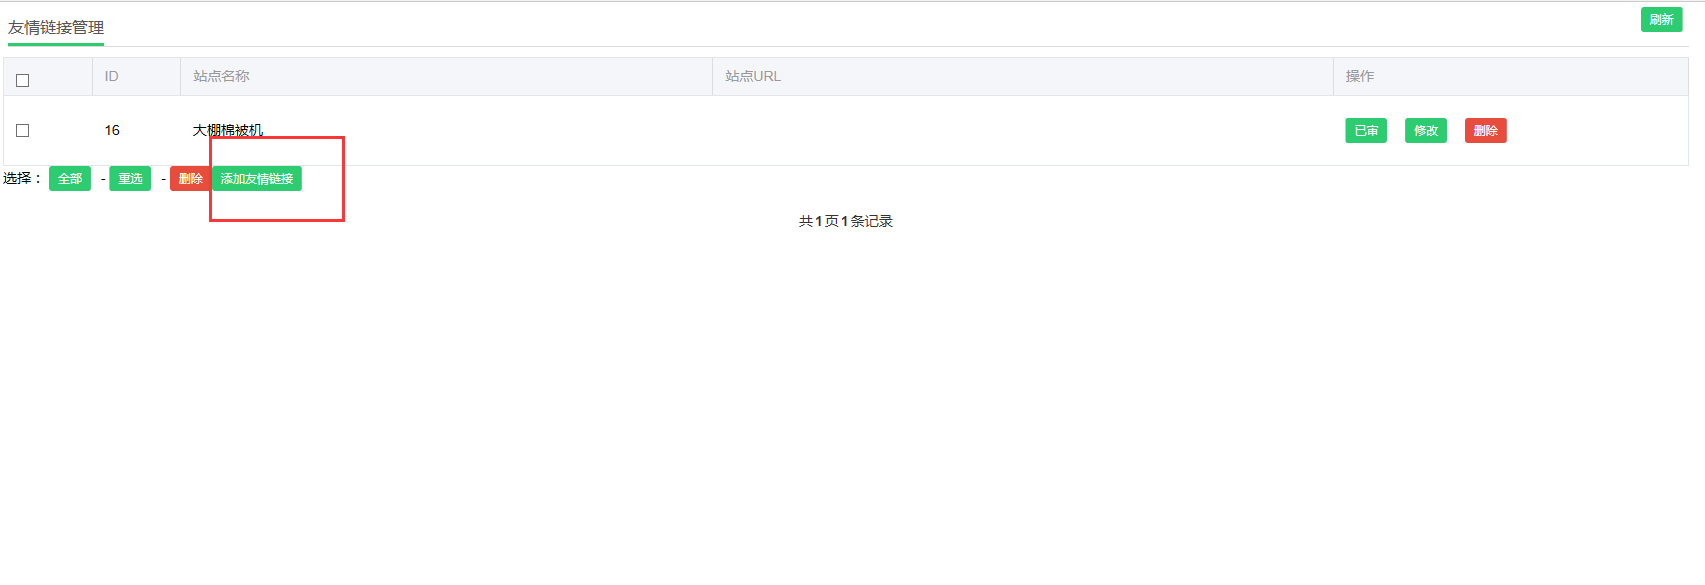 友情链接管理
刷新
ID 站点名称 站点URL 操作
16 大棚棉被机 已审 修改 删除
选择： 全部 - 重选 - 删除 添加友情链接
共1页1条记录